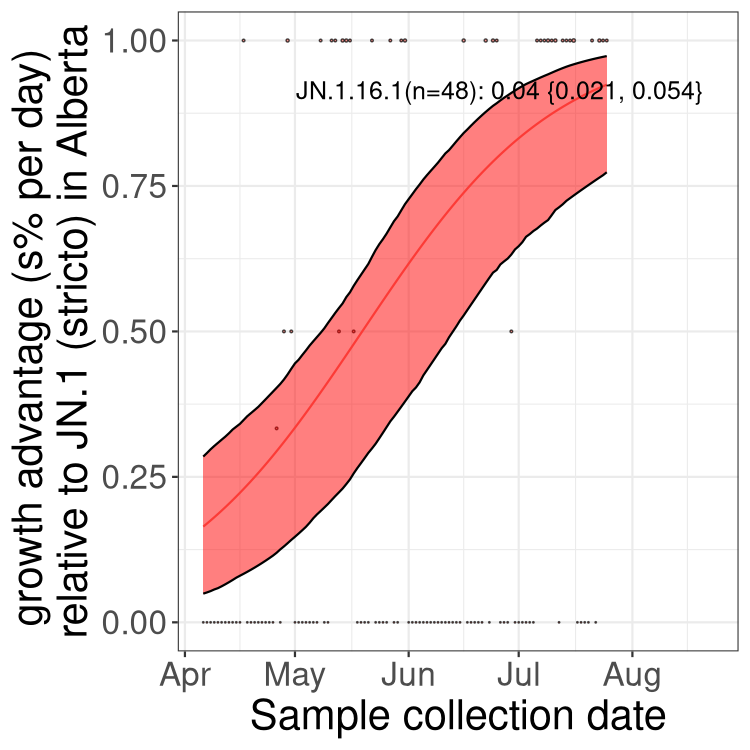 growth advantage (s% per day)
relative to JN.1 (stricto)  in Alberta
1.00
0.75
0.50
0.25
0.00
JN.1.16.1(n=48): 0.04 {0.021, 0.054}
Apr May Jun Jul Aug
Sample collection date